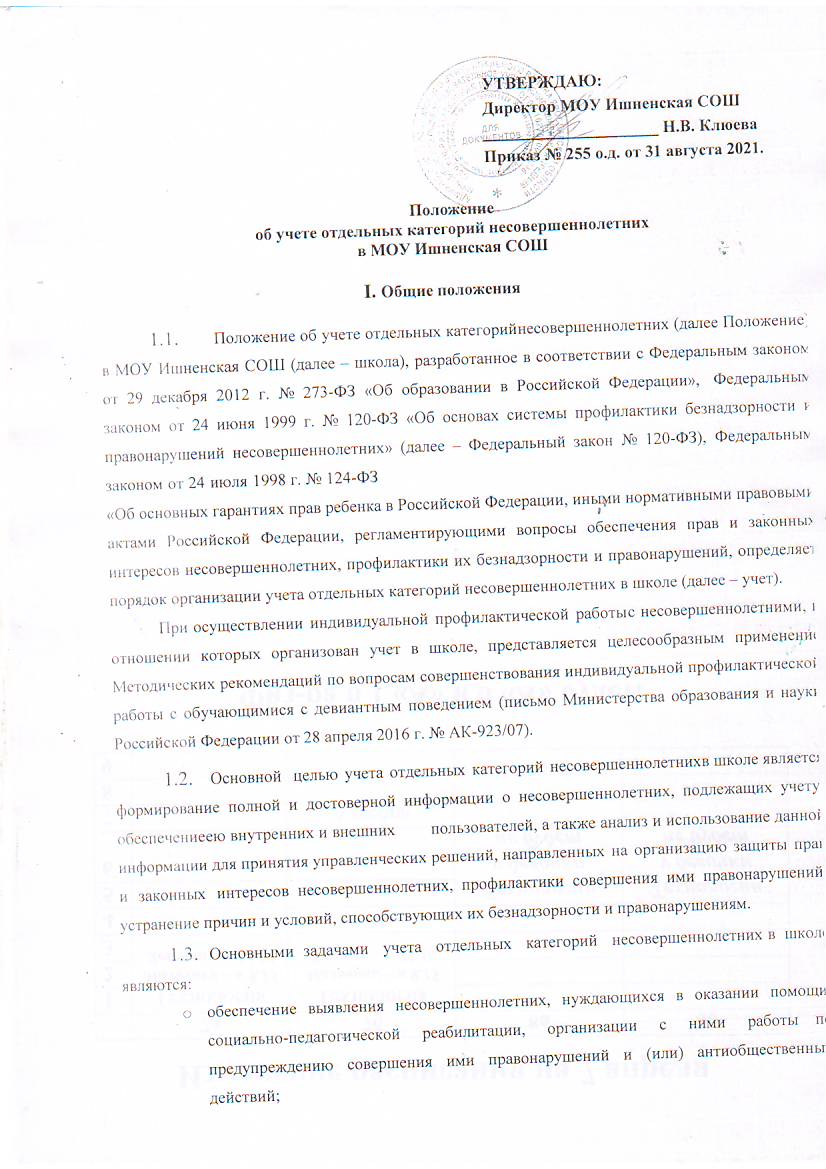 УТВЕРЖДАЮ:
Директор МОУ Ишненская СОШ
____________________ Н.В. Клюева
Приказ № 255 о.д. от 31 августа 2021.
ДЛЯ
ДОКУМЕНТОВ
Положение
об учете отдельных категорий несовершеннолетних
в МОУ Ишненская СОШ
I. Общие положения
1.1. Положение об учете отдельных категорийнесовершеннолетних (далее Положение)
в МОУ Ишненская СОШ (далее – школа), разработанное в соответствии с Федеральным законом
от 29 декабря 2012 г. № 273-ФЗ «Об образовании в Российской Федерации», Федеральным
законом от 24 июня 1999 г. № 120-ФЗ «Об основах системы профилактики безнадзорности и
правонарушений несовершеннолетних» (далее – Федеральный закон № 120-ФЗ), Федеральным
законом от 24 июля 1998 г. № 124-ФЗ
«Об основных гарантиях прав ребенка в Российской Федерации, иными нормативными правовыми
актами Российской Федерации, регламентирующими вопросы обеспечения прав и законных
интересов несовершеннолетних, профилактики их безнадзорности и правонарушений, определяет
порядок организации учета отдельных категорий несовершеннолетних в школе (далее – учет).
При осуществлении индивидуальной профилактической работыс несовершеннолетними, в
отношении которых организован учет в школе, представляется целесообразным применение
Методических рекомендаций по вопросам совершенствования индивидуальной профилактической
работы с обучающимися с девиантным поведением (письмо Министерства образования и науки
Российской Федерации от 28 апреля 2016 г. № АК-923/07).
1.2. Основной целью учета отдельных категорий несовершеннолетнихв школе является
формирование полной и достоверной информации о несовершеннолетних, подлежащих учету
обеспечениеею внутренних и внешних пользователей, а также анализ и использование данной
информации для принятия управленческих решений, направленных на организацию защиты прав
и законных интересов несовершеннолетних, профилактики совершения ими правонарушений
устранение причин и условий, способствующих их безнадзорности и правонарушениям.
1.3. Основными задачами учета отдельных категорий несовершеннолетних в школе
являются:
o обеспечение выявления несовершеннолетних, нуждающихся в оказании помощи
социально-педагогической реабилитации, организации с ними работы по
предупреждению совершения ими правонарушений и (или) антиобщественных
действий;